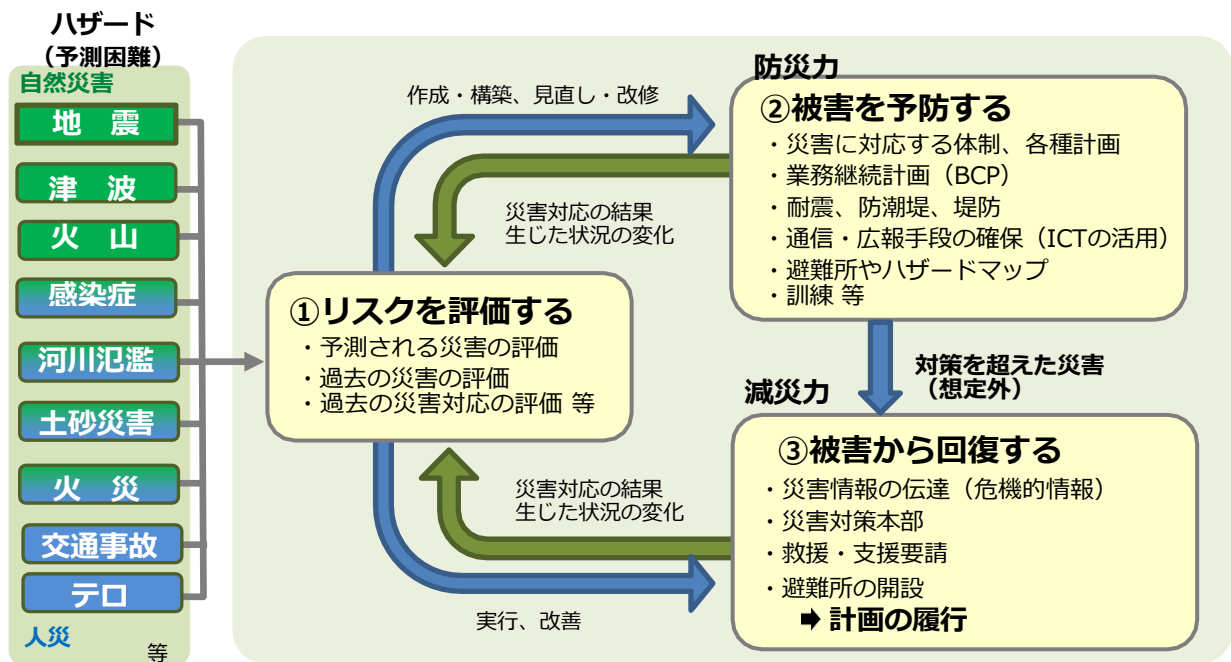 ハザード
（予測困難）
自然災害
地　震
津　波
火　山
感染症
河川氾濫
土砂災害
火　災
交通事故
テロ
人災
等
作成・構築、見直し・改修
災害対応の結果
生じた状況の変化
①リスクを評価する
・予測される災害の評価
・過去の災害の評価
・過去の災害対応の評価 等
災害対応の結果
生じた状況の変化
実行、改善
防災力
②被害を予防する
・災害に対応する体制、各種計画
・業務継続計画（BCP）
・耐震、防潮堤、堤防
・通信・広報手段の確保（ICTの活用）
・避難所やハザードマップ
・訓練 等
対策を超えた災害
（想定外）
減災力
③被害から回復する
・災害情報の伝達（危機的情報）
・災害対策本部
・救援・支援要請
・避難所の開設
➡ 計画の履行